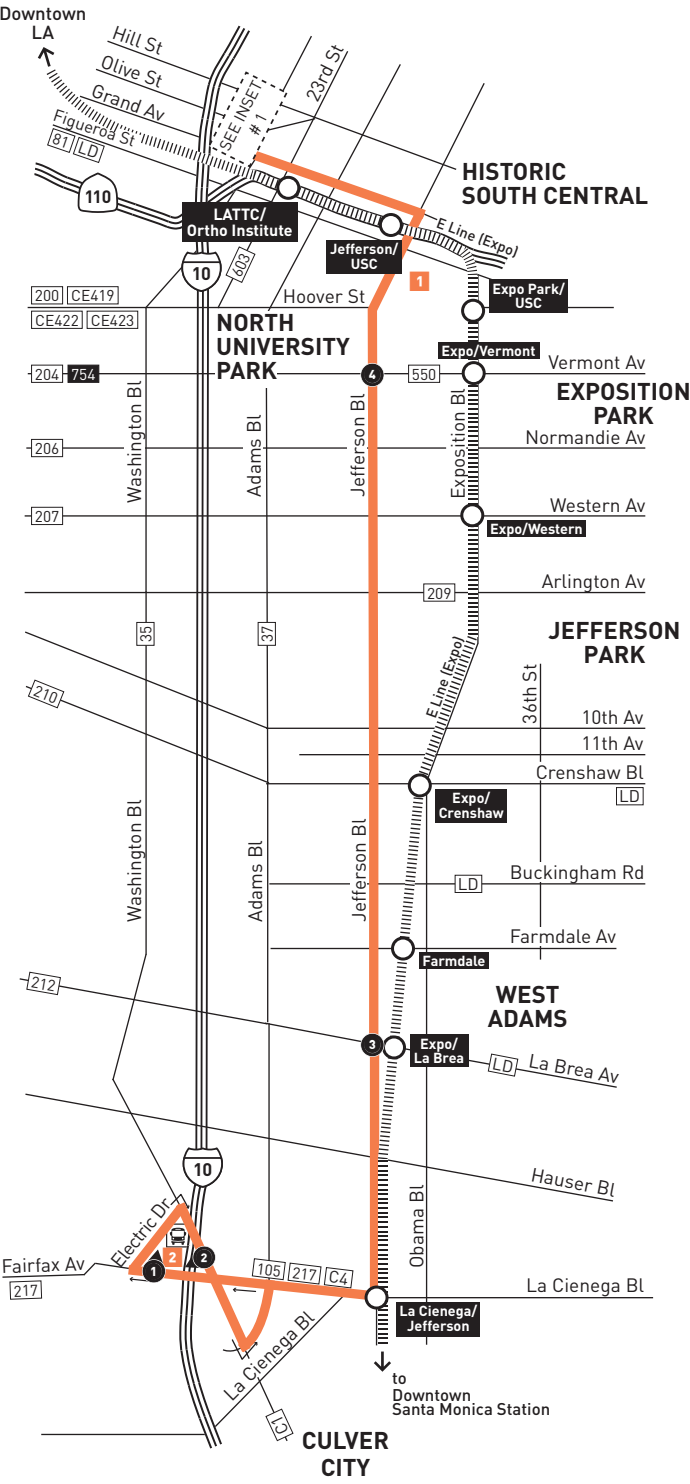 Downtown
LA
Hill St
Olive St
Grand Av
Figueroa St
81 LD
23rd St
SEE INSET
# 1
110
HISTORIC
SOUTH CENTRAL
LATTC/
Ortho Institute
E Line (Expo)
Jefferson/
USC
10
603
1
200 CE419
CE422 CE423
Hoover St
Expo Park/
USC
NORTH
UNIVERSITY
PARK
Expo/Vermont
204 754
4
550
Vermont Av
EXPOSITION
PARK
Washington Bl
Adams Bl
Jefferson Bl
Exposition Bl
206
Normandie Av
207
Western Av
Expo/Western
209
Arlington Av
35
37
JEFFERSON
PARK
E Line (Expo)
36th St
210
10th Av
11th Av
Crenshaw Bl
LD
Expo/
Crenshaw
Washington Bl
Adams Bl
Jefferson Bl
LD
Buckingham Rd
Farmdale Av
Farmdale
212
WEST
ADAMS
3
Expo/
La Brea
LD
La Brea Av
10
Hauser Bl
Obama Bl
Electric Dr
2
2
1
Fairfax Av
217
105 217 C4
La Cienega Bl
La Cienega/
Jefferson
La Cienega Bl
to
Downtown
Santa Monica Station
C1
CULVER
CITY